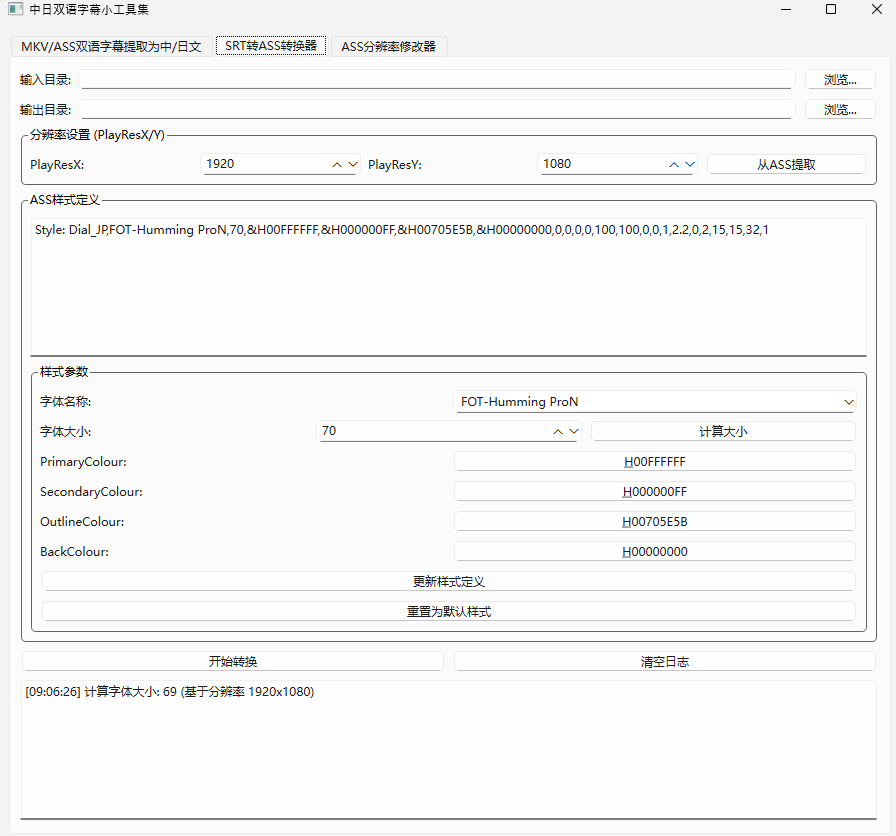 中日双语字幕小工具集
MKV/ASS双语字幕提取为中/日文 SRT转ASS转换器 ASS分辨率修改器
输入目录: 浏览...
输出目录: 浏览...
分辨率设置 (PlayResX/Y)
PlayResX: 1920 PlayResY: 1080 从ASS提取
ASS样式定义
Style: Dial_JP,FOT-Humming ProN,70,&H00FFFFFF,&H000000FF,&H00705E5B,&H00000000,0,0,0,0,100,100,0,0,1,2.2,0,2,15,15,32,1
样式参数
字体名称: FOT-Humming ProN
字体大小: 70 计算大小
PrimaryColour: H00FFFFFF
SecondaryColour: H000000FF
OutlineColour: H00705E5B
BackColour: H00000000
更新样式定义
重置为默认样式
开始转换 清空日志
[09:06:26] 计算字体大小: 69 (基于分辨率 1920x1080)